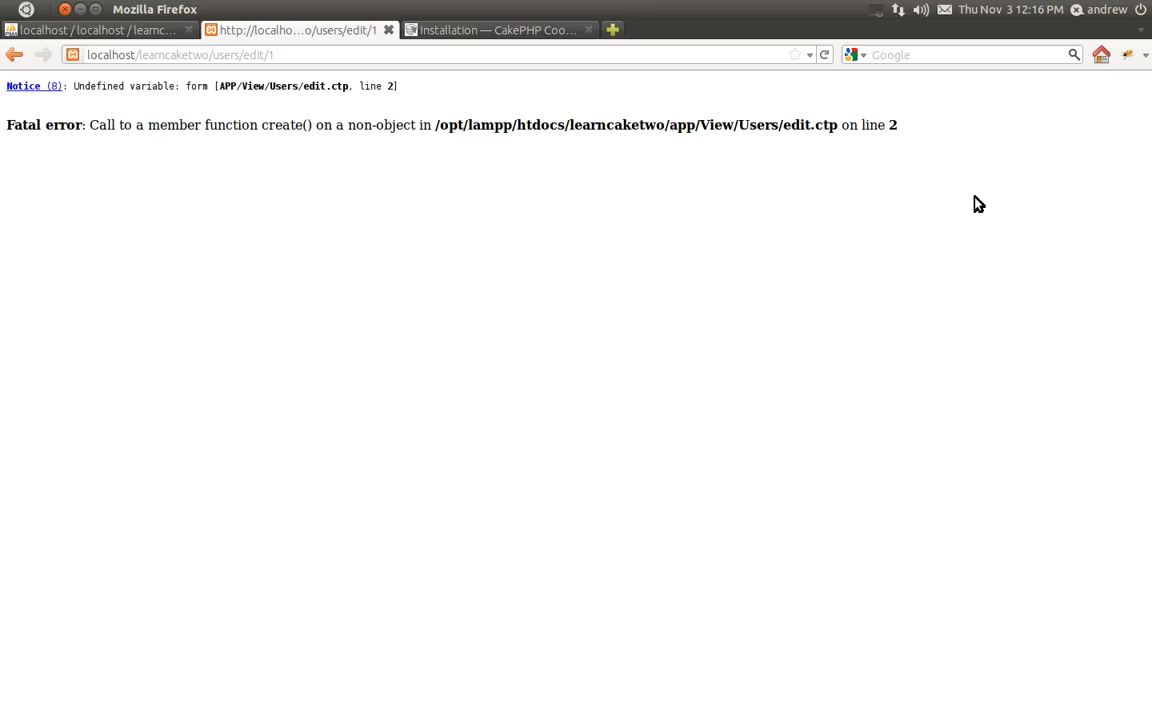 Mozilla Firefox
Thu Nov 3 12:16 PM
andrew
localhost / localhost / learnc...
http://localho...o/users/edit/1
Installation — CakePHP Coo...
localhost/learncaketwo/users/edit/1
Google
Notice (8): Undefined variable: form [APP/View/Users/edit.ctp, line 2]
Fatal error: Call to a member function create() on a non-object in /opt/lampp/htdocs/learncaketwo/app/View/Users/edit.ctp on line 2